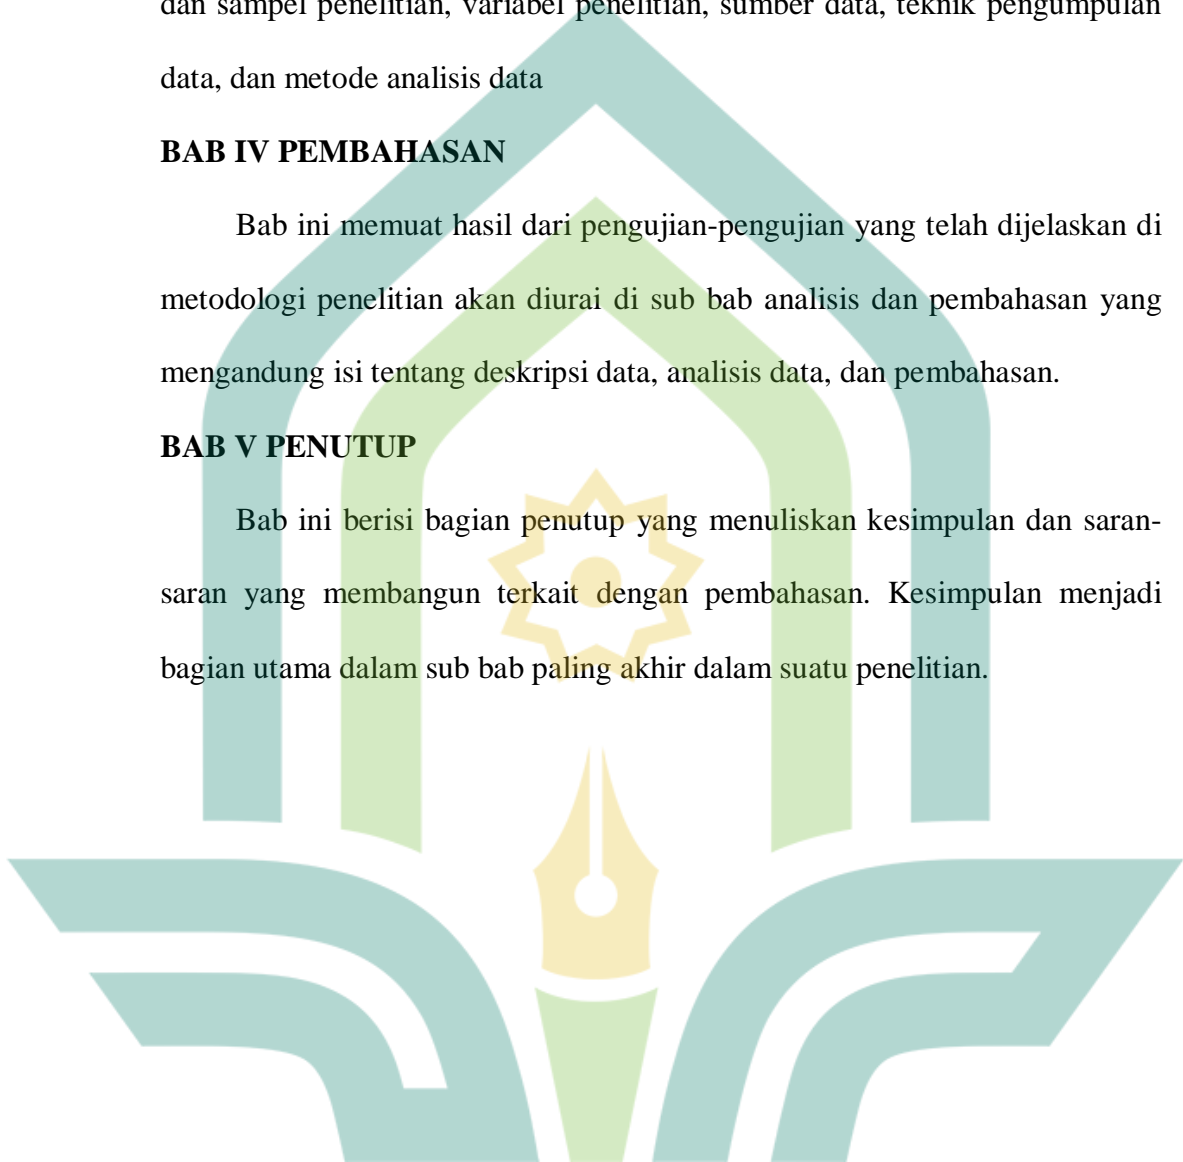 dan sampel penelitian, variabel penelitian, sumber data, teknik pengumpulan
data, dan metode analisis data
BAB IV PEMBAHASAN
Bab ini memuat hasil dari pengujian-pengujian yang telah dijelaskan di
metodologi penelitian akan diurai di sub bab analisis dan pembahasan yang
mengandung isi tentang deskripsi data, analisis data, dan pembahasan.
BAB V PENUTUP
Bab ini berisi bagian penutup yang menuliskan kesimpulan dan saran-
saran yang membangun terkait dengan pembahasan. Kesimpulan menjadi
bagian utama dalam sub bab paling akhir dalam suatu penelitian.